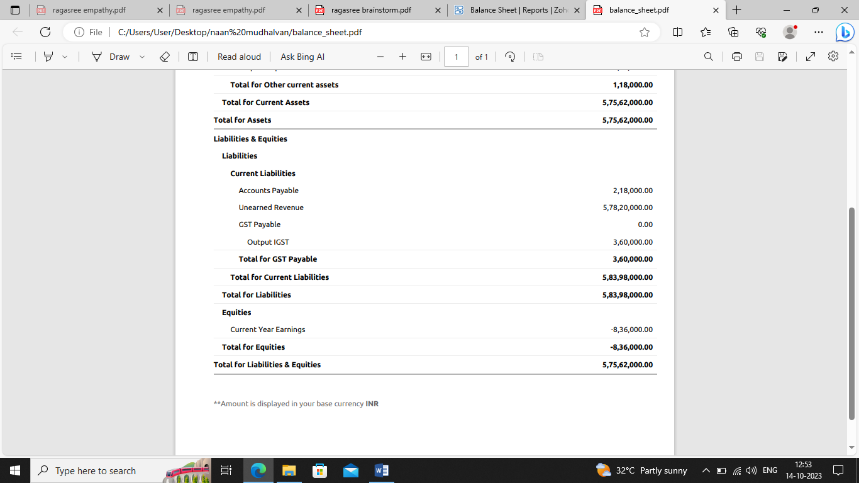 ragasree empathy.pdf
ragasree empathy.pdf
ragasree brainstorm.pdf
Balance Sheet | Reports | Zoh
balance_sheet.pdf
File | C:/Users/User/Desktop/naan%20mudhalvan/balance_sheet.pdf
Draw
Read aloud
Ask Bing AI
1 of 1
Total for Other current assets 1,18,000.00
Total for Current Assets 5,75,62,000.00
Total for Assets 5,75,62,000.00
Liabilities & Equities
Liabilities
Current Liabilities
Accounts Payable 2,18,000.00
Unearned Revenue 5,78,20,000.00
GST Payable 0.00
Output IGST 3,60,000.00
Total for GST Payable 3,60,000.00
Total for Current Liabilities 5,83,98,000.00
Total for Liabilities 5,83,98,000.00
Equities
Current Year Earnings -8,36,000.00
Total for Equities -8,36,000.00
Total for Liabilities & Equities 5,75,62,000.00
**Amount is displayed in your base currency INR
Type here to search
32°C Partly sunny
ENG
12:53
14-10-2023